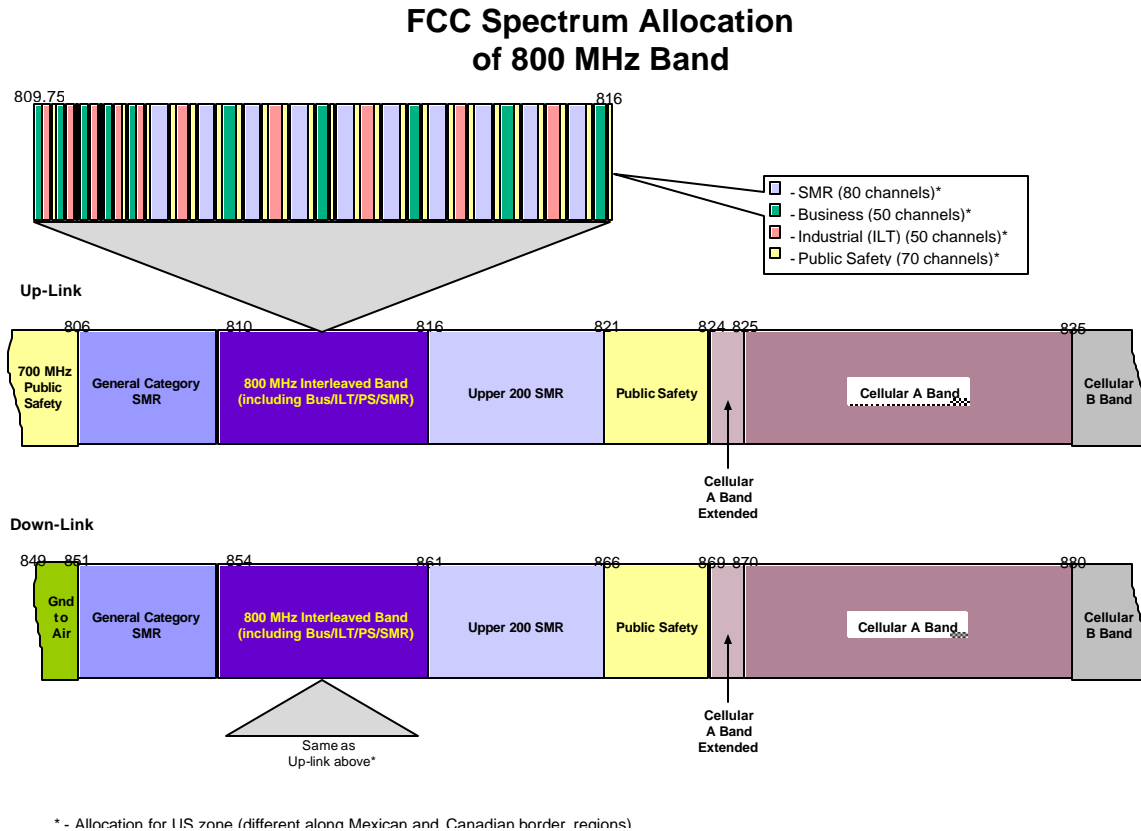 FCC Spectrum Allocation
of 800 MHz Band
809.75
816
- SMR (80 channels)*
- Business (50 channels)*
- Industrial (ILT) (50 channels)*
- Public Safety (70 channels)*
Up-Link
806
810
816
821
824
825
835
700 MHz
Public
Safety
General Category
SMR
800 MHz Interleaved Band
(including Bus/ILT/PS/SMR)
Upper 200 SMR
Public Safety
Cellular A Band
Cellular
B Band
Cellular
A Band
Extended
Down-Link
849
851
854
861
866
869
870
880
Gnd
to
Air
General Category
SMR
800 MHz Interleaved Band
(including Bus/ILT/PS/SMR)
Upper 200 SMR
Public Safety
Cellular A Band
Cellular
B Band
Cellular
A Band
Extended
Same as
Up-link above*
* - Allocation for US zone (different along Mexican and Canadian border regions)